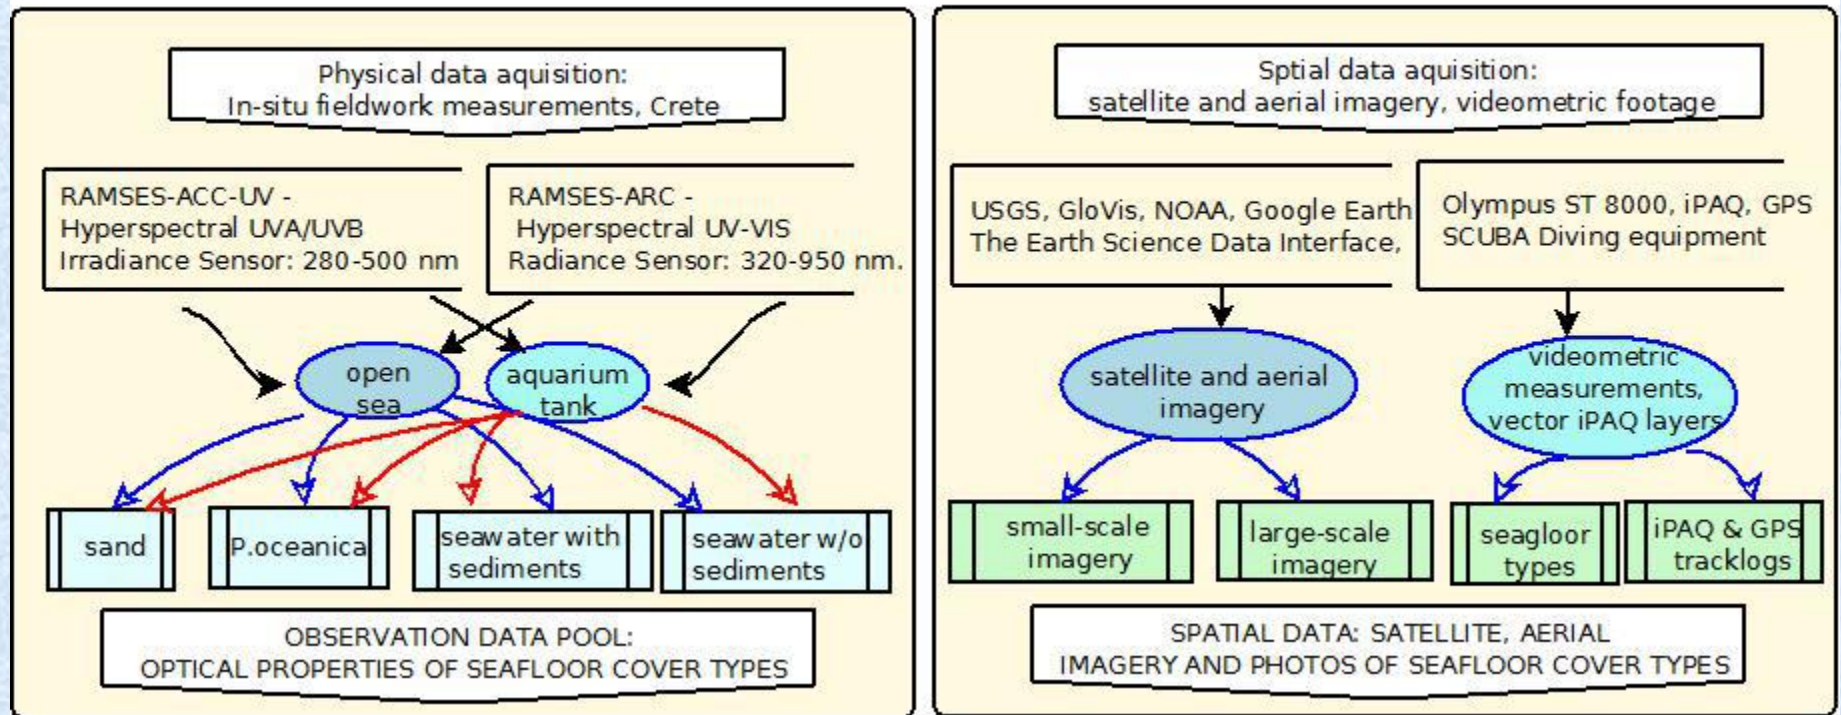 Physical data aquisition:
In-situ fieldwork measurements, Crete
RAMSES-ACC-UV -
Hyperspectral UVA/UVB
Irradiance Sensor: 280-500 nm
RAMSES-ARC -
Hyperspectral UV-VIS
Radiance Sensor: 320-950 nm.
open
sea
aquarium
tank
sand
P.oceanica
seawater with
sediments
seawater w/o
sediments
OBSERVATION DATA POOL:
OPTICAL PROPERTIES OF SEAFLOOR COVER TYPES
Sptial data aquisition:
satellite and aerial imagery, videometric footage
USGS, GloVis, NOAA, Google Earth
The Earth Science Data Interface,
Olympus ST 8000, iPAQ, GPS
SCUBA Diving equipment
satellite and aerial
imagery
videometric
measurements,
vector iPAQ layers
small-scale
imagery
large-scale
imagery
seagloor
types
iPAQ & GPS
tracklogs
SPATIAL DATA: SATELLITE, AERIAL
IMAGERY AND PHOTOS OF SEAFLOOR COVER TYPES